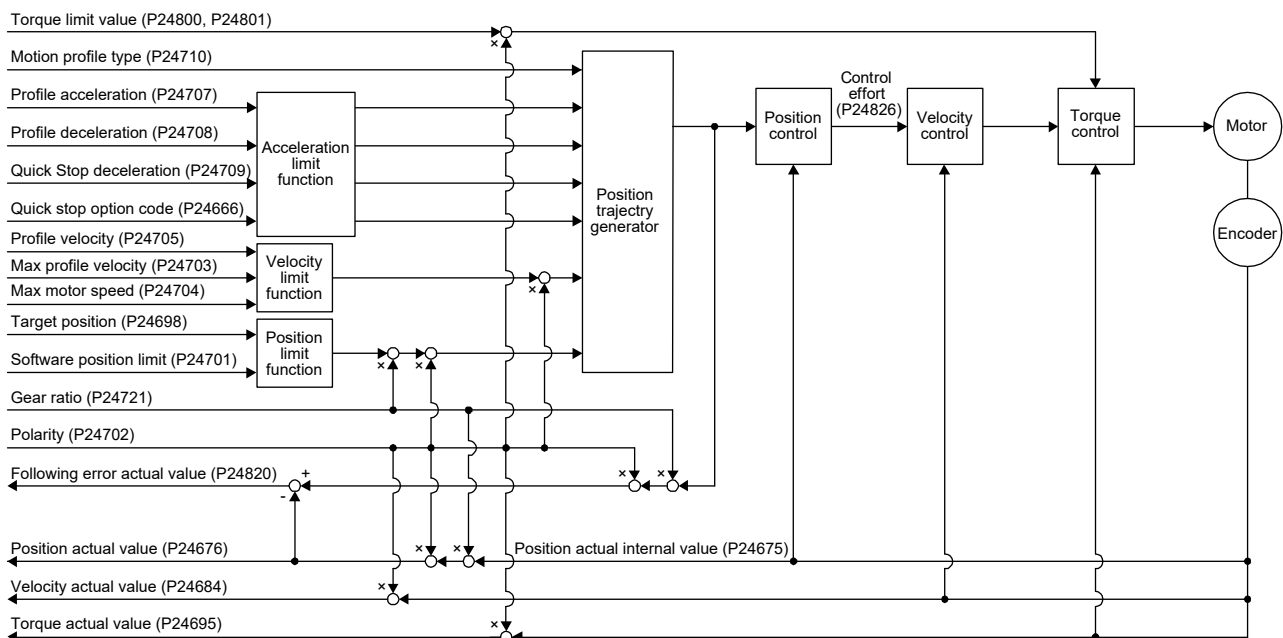 Torque limit value (P24800, P24801)
×
Motion profile type (P24710)
Profile acceleration (P24707)
Profile deceleration (P24708)
Quick Stop deceleration (P24709)
Quick stop option code (P24666)
Acceleration
limit
function
Position
trajectry
generator
Position
control
Control
effort
(P24826)
Velocity
control
Torque
control
Motor
Encoder
Profile velocity (P24705)
Max profile velocity (P24703)
Max motor speed (P24704)
Velocity
limit
function
×
Target position (P24698)
Software position limit (P24701)
Position
limit
function
×
×
Gear ratio (P24721)
Polarity (P24702)
Following error actual value (P24820)
+
-
×
×
Position actual value (P24676)
×
×
Position actual internal value (P24675)
Velocity actual value (P24684)
×
Torque actual value (P24695)
×